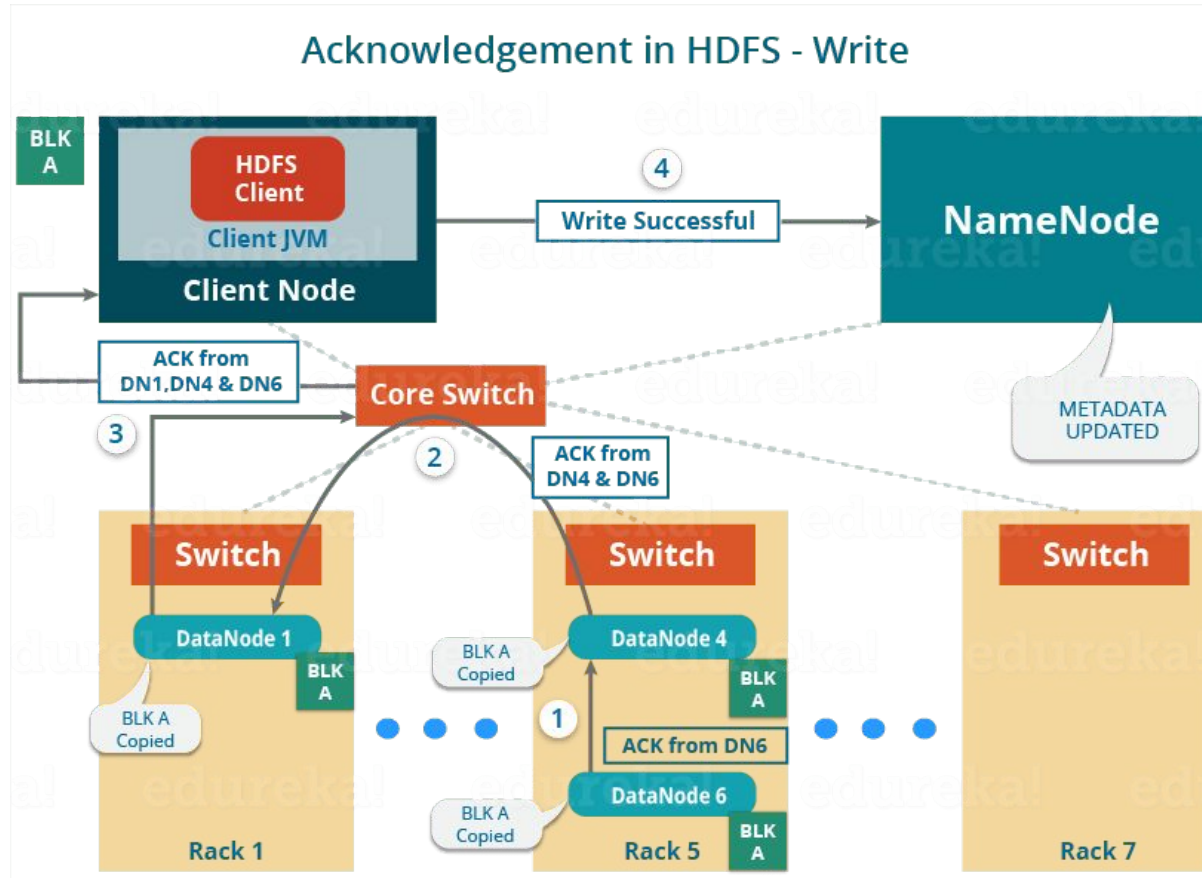 Acknowledgement in HDFS - Write
BLK
A
HDFS
Client
Client JVM
Client Node
4
Write Successful
NameNode
METADATA
UPDATED
ACK from
DN1,DN4 & DN6
Core Switch
3
2
ACK from
DN4 & DN6
Switch
DataNode 1
BLK
A
BLK A
Copied
Rack 1
Switch
DataNode 4
BLK A
Copied
BLK
A
1
ACK from DN6
DataNode 6
BLK A
Copied
BLK
A
Rack 5
Switch
Rack 7
edureka!